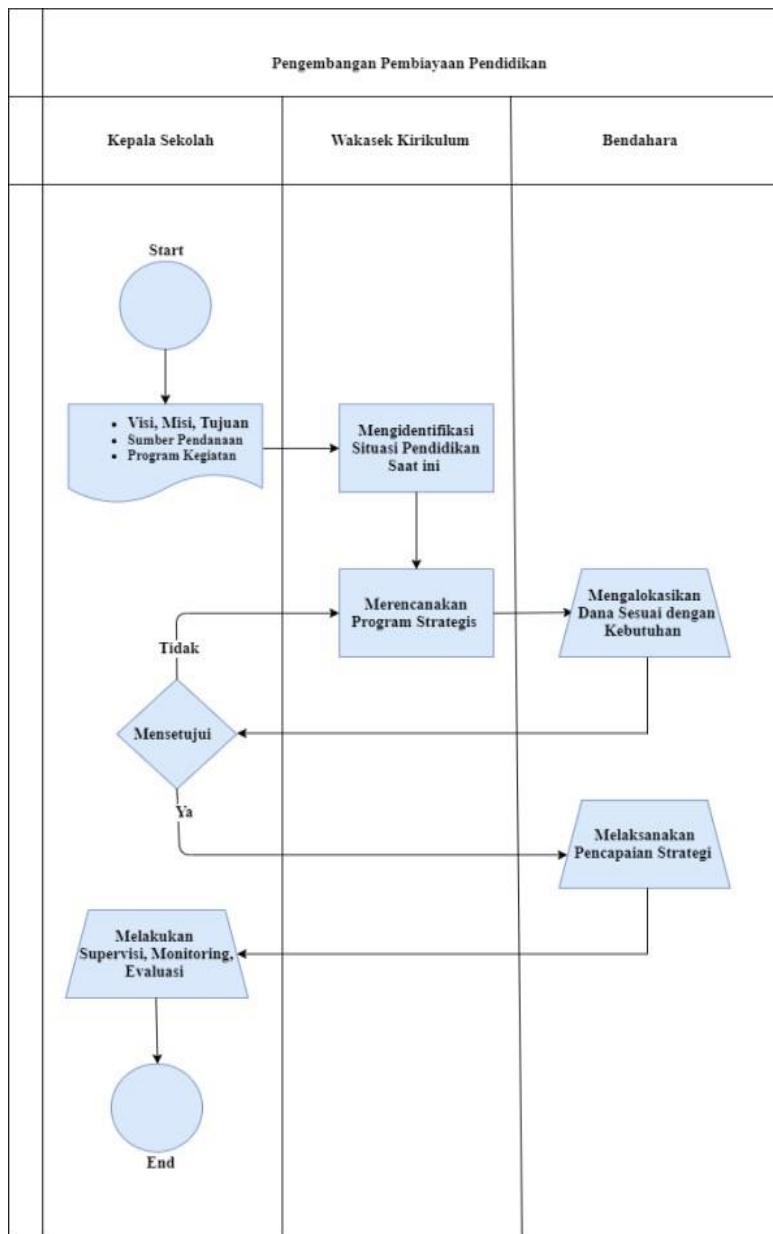 Pengembangan Pembiayaan Pendidikan
Kepala Sekolah
Wakasek Kirikulum
Bendahara
Start
• Visi, Misi, Tujuan
• Sumber Pendanaan
• Program Kegiatan
Mengidentifikasi
Situasi Pendidikan
Saat ini
Merencanakan
Program Strategis
Mengalokasikan
Dana Sesuai dengan
Kebutuhan
Tidak
Mensetujui
Ya
Melaksanakan
Pencapaian Strategi
Melakukan
Supervisi, Monitoring,
Evaluasi
End